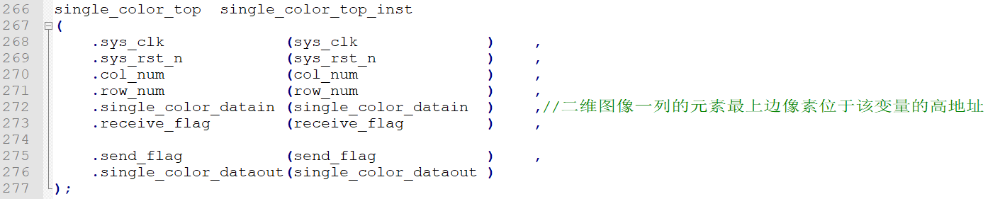 266 single_color_top  single_color_top_inst
267 (
268     .sys_clk             (sys_clk              )    ,
269     .sys_rst_n           (sys_rst_n            )    ,
270     .col_num             (col_num              )    ,
271     .row_num             (row_num              )    ,
272     .single_color_datain (single_color_datain  )    ,//二维图像一列的元素最上边像素位于该变量的高地址
273     .receive_flag        (receive_flag         )    ,
274
275     .send_flag           (send_flag            )    ,
276     .single_color_dataout(single_color_dataout )
277 );